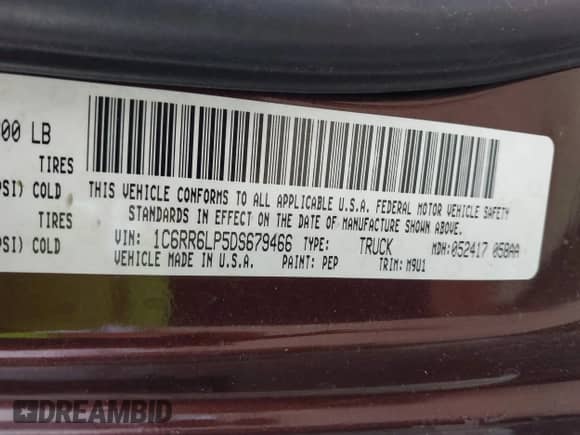 00 LB
TIRES
PSI) COLD
TIRES
PSI) COLD
THIS VEHICLE CONFORMS TO ALL APPLICABLE U.S.A. FEDERAL MOTOR VEHICLE SAFETY
STANDARDS IN EFFECT ON THE DATE OF MANUFACTURE SHOWN ABOVE.
VIN: 1C6RR6LP5DS679466 TYPE: TRUCK MDH: 052417 05BAA
VEHICLE MADE IN U.S.A. PAINT: PEP TRIM: M9U1
DREAMBID